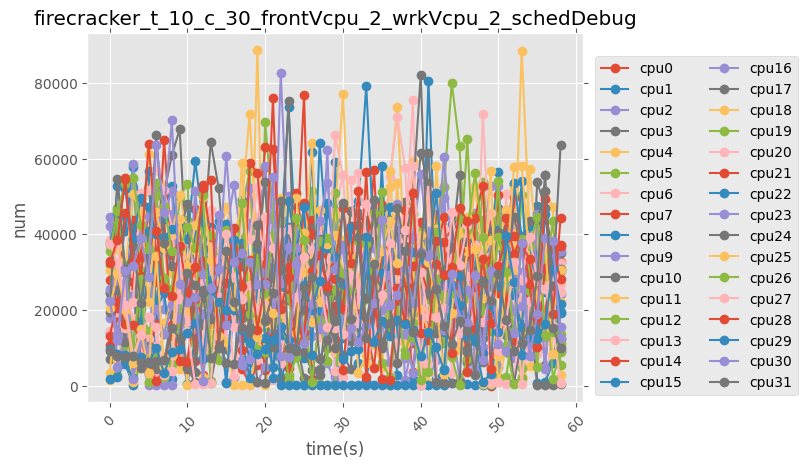 firecracker_t_10_c_30_frontVcpu_2_wrkVcpu_2_schedDebug
num
80000
60000
40000
20000
0
0
10
20
30
40
50
60
time(s)
cpu0
cpu1
cpu2
cpu3
cpu4
cpu5
cpu6
cpu7
cpu8
cpu9
cpu10
cpu11
cpu12
cpu13
cpu14
cpu15
cpu16
cpu17
cpu18
cpu19
cpu20
cpu21
cpu22
cpu23
cpu24
cpu25
cpu26
cpu27
cpu28
cpu29
cpu30
cpu31